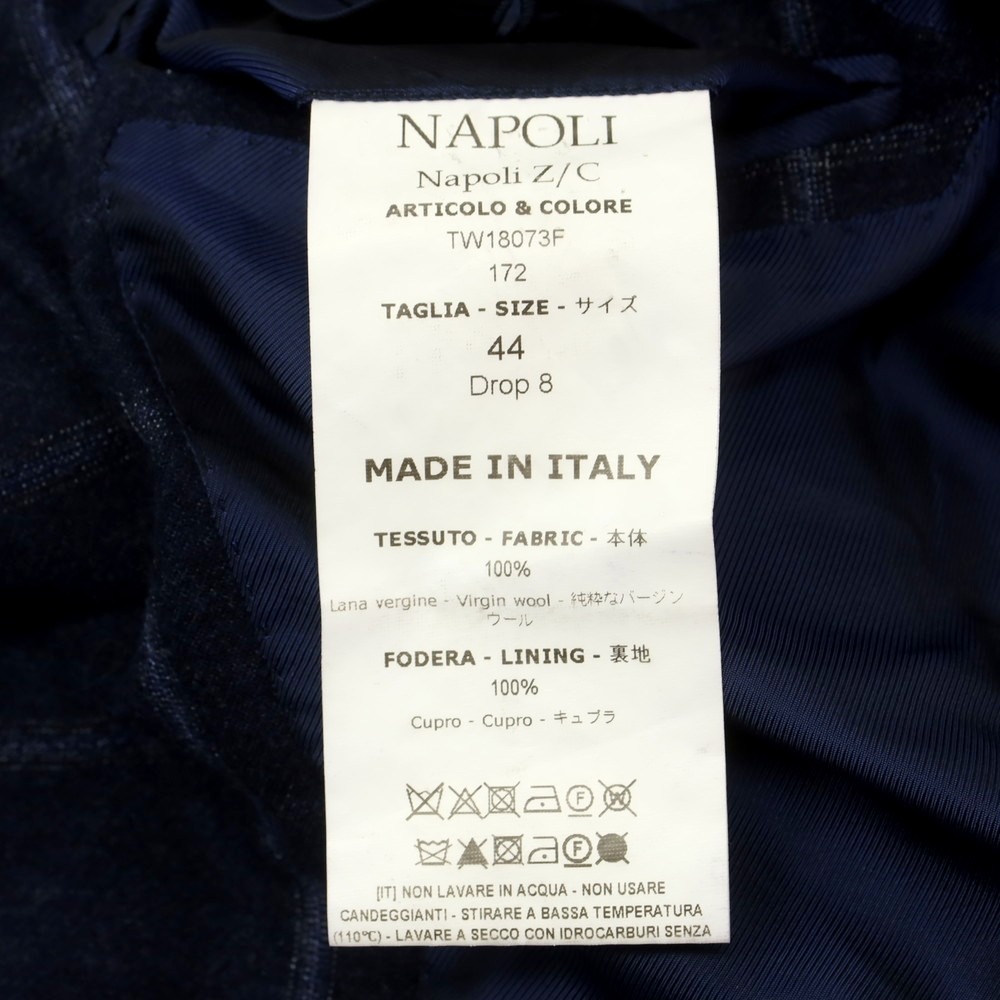 NAPOLI
Napoli Z/C
ARTICOLO & COLORE
TW18073F
172
TAGLIA - SIZE - サイズ
44
Drop 8
MADE IN ITALY
TESSUTO - FABRIC - 本体
100%
Lana vergine - Virgin wool - 純粋なバージン
ウール
FODERA - LINING - 裏地
100%
Cupro - Cupro - キュプラ
F W
F
[IT] NON LAVARE IN ACQUA - NON USARE
CANDEGGIANTI - STIRARE A BASSA TEMPERATURA
(110°C) - LAVARE A SECCO CON IDROCARBURI SENZA